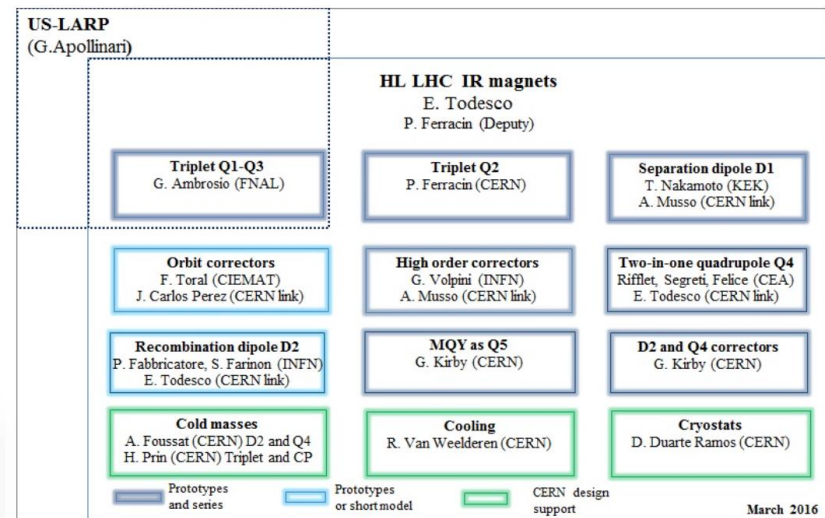 US-LARP
(G.Apollinari)
HL LHC IR magnets
E. Todesco
P. Ferracin (Deputy)
Triplet Q1-Q3
G. Ambrosio (FNAL)
Triplet Q2
P. Ferracin (CERN)
Separation dipole D1
T. Nakamoto (KEK)
A. Musso (CERN link)
Orbit correctors
F. Toral (CIEMAT)
J. Carlos Perez (CERN link)
High order correctors
G. Volpini (INFN)
A. Musso (CERN link)
Two-in-one quadrupole Q4
Rifflet, Segreti, Felice (CEA)
E. Todesco (CERN link)
Recombination dipole D2
P. Fabbricatore, S. Farinon (INFN)
E. Todesco (CERN link)
MQY as Q5
G. Kirby (CERN)
D2 and Q4 correctors
G. Kirby (CERN)
Cold masses
A. Foussat (CERN) D2 and Q4
H. Prin (CERN) Triplet and CP
Cooling
R. Van Weelderen (CERN)
Cryostats
D. Duarte Ramos (CERN)
Prototypes
and series
Prototypes
or short model
CERN design
support
March 2016